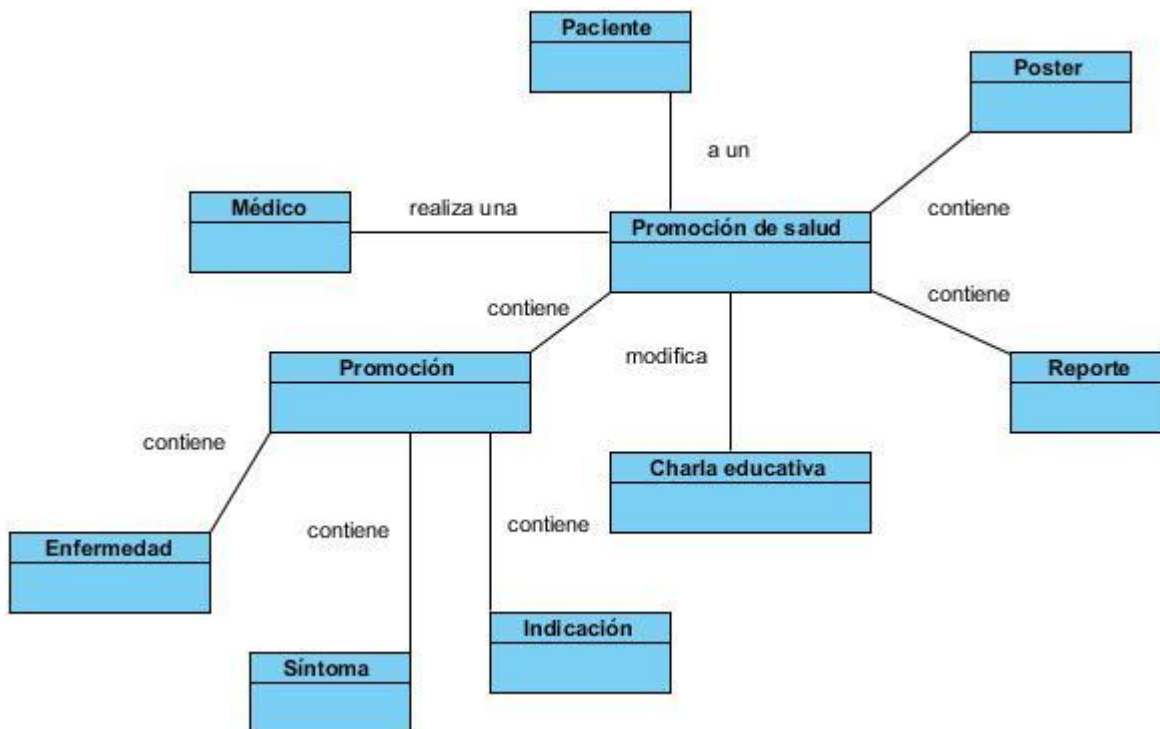 Paciente
Poster
a un
Médico
realiza una
contiene
Promoción de salud
contiene
contiene
modifica
Promoción
Reporte
contiene
Charla educativa
contiene
contiene
Enfermedad
Indicación
Síntoma